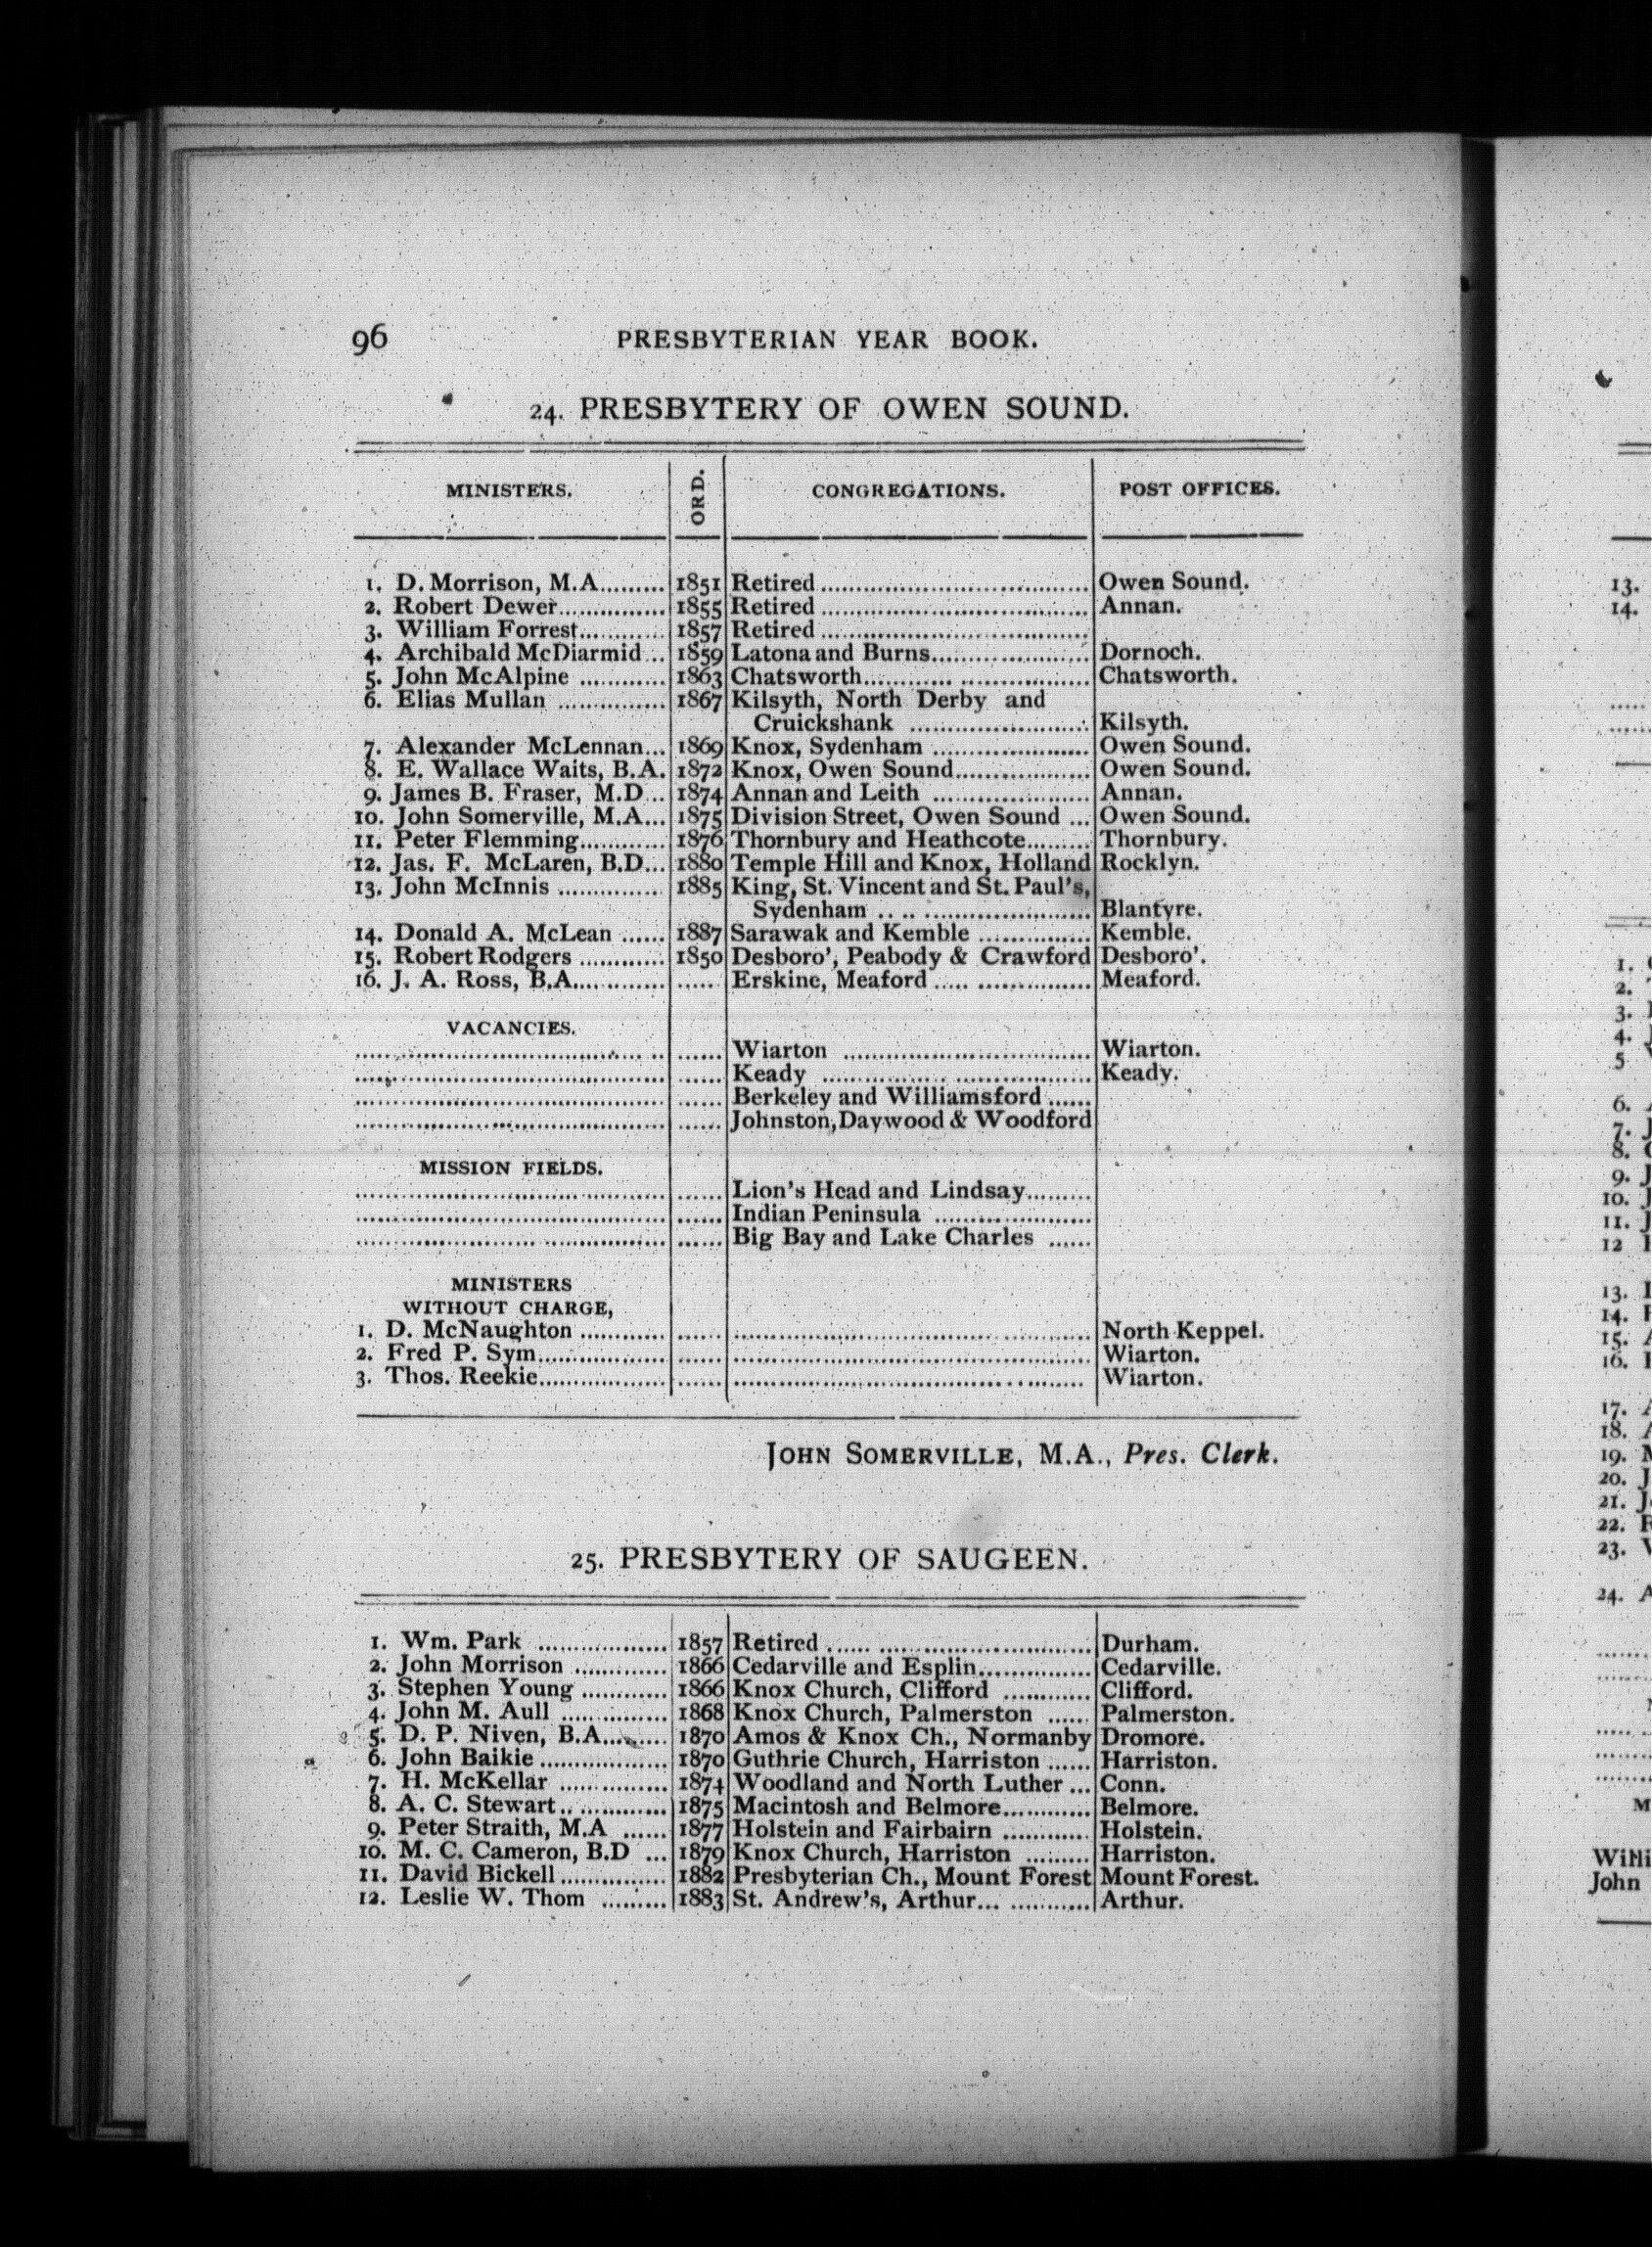 96 PRESBYTERIAN YEAR BOOK.
24. PRESBYTERY OF OWEN SOUND.
MINISTERS. ORD. CONGREGATIONS. POST OFFICES.
1. D. Morrison, M.A......... 1851 Retired .................................... Owen Sound.
2. Robert Dewer............... 1855 Retired .................................... Annan.
3. William Forrest............ 1857 Retired ....................................
4. Archibald McDiarmid ... 1859 Latona and Burns..................... Dornoch.
5. John McAlpine ............ 1863 Chatsworth............ .................. Chatsworth.
6. Elias Mullan ............... 1867 Kilsyth, North Derby and
Cruickshank ........................ Kilsyth.
7. Alexander McLennan... 1869 Knox, Sydenham ..................... Owen Sound.
8. E. Wallace Waits, B.A. 1872 Knox, Owen Sound.................. Owen Sound.
9. James B. Fraser, M.D... 1874 Annan and Leith ..................... Annan.
10. John Somerville, M.A... 1875 Division Street, Owen Sound ... Owen Sound.
11. Peter Flemming............ 1876 Thornbury and Heathcote......... Thornbury.
12. Jas. F. McLaren, B.D... 1880 Temple Hill and Knox, Holland Rocklyn.
13. John McInnis ............... 1885 King, St. Vincent and St. Paul's,
Sydenham .. .. ...................... Blantyre.
14. Donald A. McLean ...... 1887 Sarawak and Kemble ............... Kemble.
15. Robert Rodgers ............ 1850 Desboro', Peabody & Crawford Desboro'.
16. J. A. Ross, B.A............. ...... Erskine, Meaford ..... ............... Meaford.
VACANCIES.
.......................................... ...... Wiarton .................................. Wiarton.
.......................................... ...... Keady ................. .................. Keady.
.......................................... ...... Berkeley and Williamsford ......
.......................................... ...... Johnston, Daywood & Woodford
MISSION FIELDS.
.......................................... ...... Lion's Head and Lindsay.........
.......................................... ...... Indian Peninsula .....................
.......................................... ...... Big Bay and Lake Charles ......
MINISTERS
WITHOUT CHARGE,
1. D. McNaughton ............ ...... ................................................ North Keppel.
2. Fred P. Sym.................. ...... ................................................ Wiarton.
3. Thos. Reekie.................. ...... ................................................ Wiarton.
JOHN SOMERVILLE, M.A., Pres. Clerk.
25. PRESBYTERY OF SAUGEEN.
1. Wm. Park .................. 1857 Retired ...... ............................. Durham.
2. John Morrison ............. 1866 Cedarville and Esplin............... Cedarville.
3. Stephen Young ............ 1866 Knox Church, Clifford ............ Clifford.
4. John M. Aull ............... 1868 Knox Church, Palmerston ...... Palmerston.
5. D. P. Niven, B.A......... 1870 Amos & Knox Ch., Normanby Dromore.
6. John Baikie .................. 1870 Guthrie Church, Harriston ...... Harriston.
7. H. McKellar ............... 1874 Woodland and North Luther ... Conn.
8. A. C. Stewart.. ............. 1875 Macintosh and Belmore............ Belmore.
9. Peter Straith, M.A ...... 1877 Holstein and Fairbairn ............ Holstein.
10. M. C. Cameron, B.D ... 1879 Knox Church, Harriston ......... Harriston.
11. David Bickell............... 1882 Presbyterian Ch., Mount Forest Mount Forest.
12. Leslie W. Thom ......... 1883 St. Andrew's, Arthur... ........... Arthur.